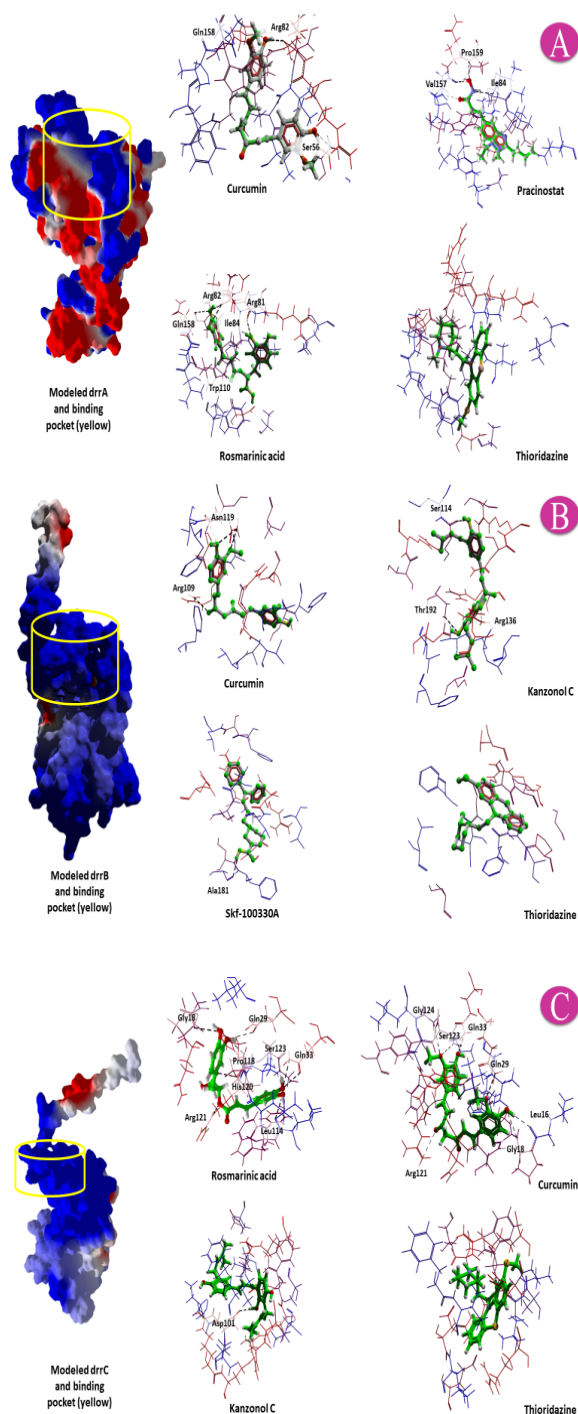 A
Gln158
Arg82
Ser56
Curcumin
Pro159
Val157
Ile84
Pracinostat
Modeled drrA
and binding
pocket (yellow)
Arg82
Arg81
Gln158
Ile84
Trp110
Rosmarinic acid
Thioridazine
B
Asn119
Arg109
Curcumin
Ser114
Thr192
Arg136
Kanzonol C
Modeled drrB
and binding
pocket (yellow)
Ala181
Skf-100330A
Thioridazine
C
Gly18
Gln29
Ser123
Pro118
Gln33
His120
Arg121
Leu114
Rosmarinic acid
Gly124
Gln33
Ser123
Gln29
Leu16
Gly18
Arg121
Curcumin
Modeled drrC
and binding
pocket (yellow)
Asp101
Kanzonol C
Thioridazine